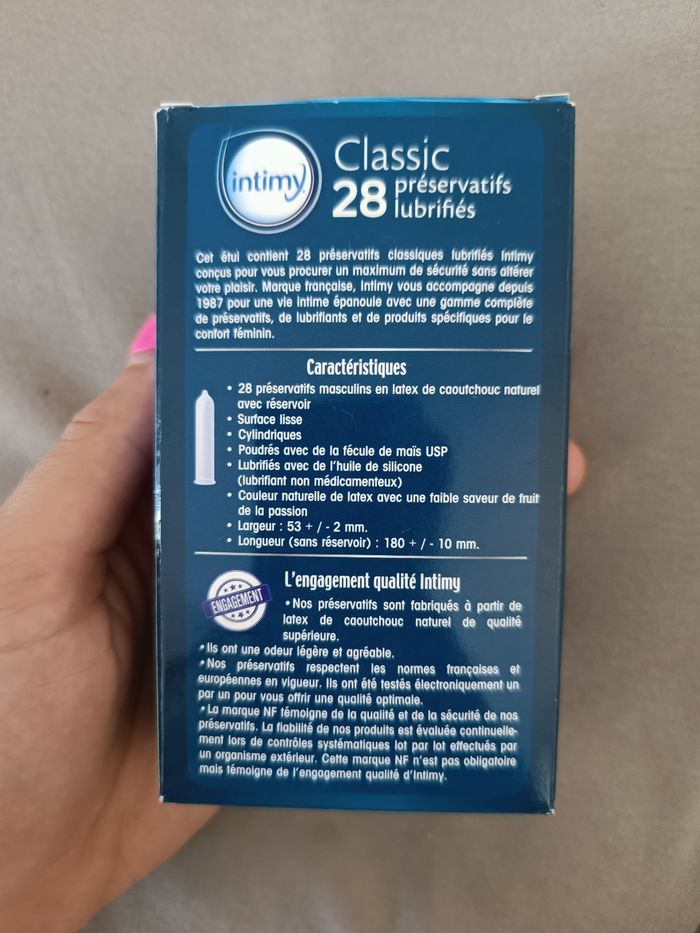 intimy
Classic
28 préservatifs
lubrifiés
Cet étui contient 28 préservatifs classiques lubrifiés Intimy
conçus pour vous procurer un maximum de sécurité sans altérer
votre plaisir. Marque française, Intimy vous accompagne depuis
1987 pour une vie intime épanouie avec une gamme complète
de préservatifs, de lubrifiants et de produits spécifiques pour le
confort féminin.
Caractéristiques
• 28 préservatifs masculins en latex de caoutchouc naturel
avec réservoir
• Surface lisse
• Cylindriques
• Poudrés avec de la fécule de maïs USP
• Lubrifiés avec de l'huile de silicone
(lubrifiant non médicamenteux)
• Couleur naturelle de latex avec une faible saveur de fruit
de la passion
• Largeur : 53 + / - 2 mm.
• Longueur (sans réservoir) : 180 + / - 10 mm.
ENGAGEMENT
L'engagement qualité Intimy
• Nos préservatifs sont fabriqués à partir de
latex de caoutchouc naturel de qualité
supérieure.
• Ils ont une odeur légère et agréable.
• Nos préservatifs respectent les normes françaises et
européennes en vigueur. Ils ont été testés électroniquement un
par un pour vous offrir une qualité optimale.
• La marque NF témoigne de la qualité et de la sécurité de nos
préservatifs. La fiabilité de nos produits est évaluée continuelle-
ment lors de contrôles systématiques lot par lot effectués par
un organisme extérieur. Cette marque NF n'est pas obligatoire
mais témoigne de l'engagement qualité d'Intimy.